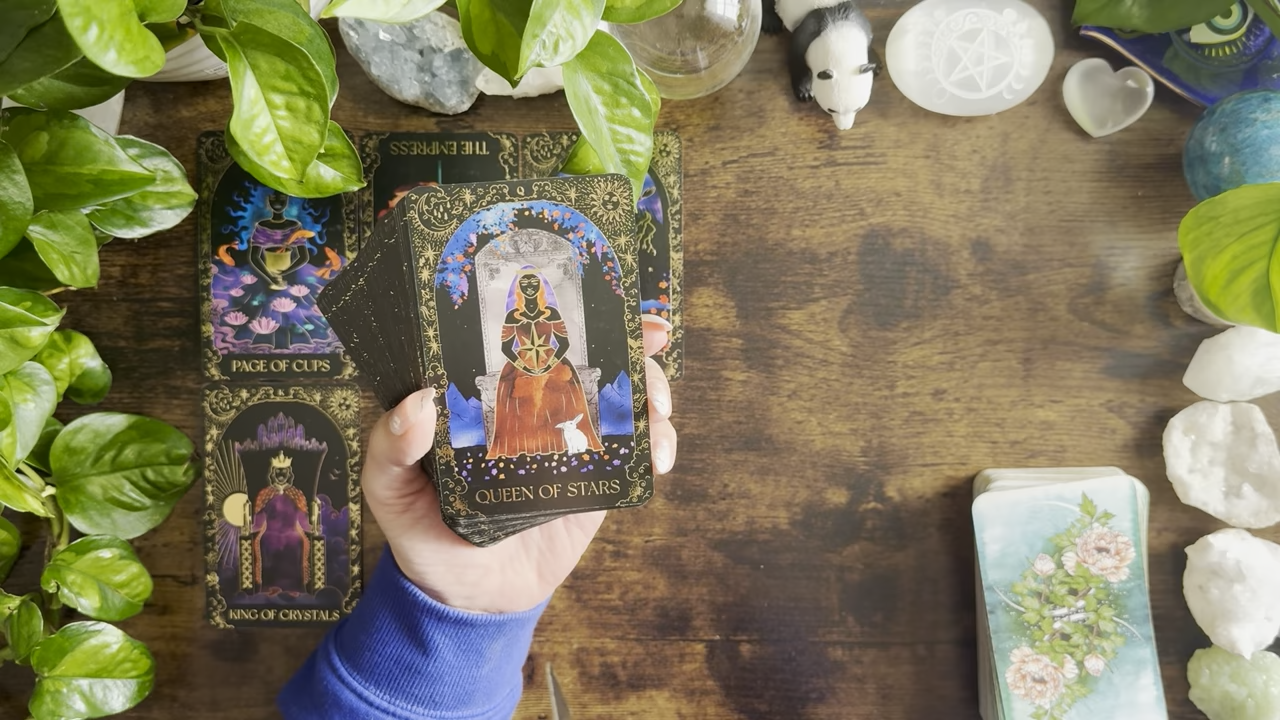 THE EMPRESS
PAGE OF CUPS
QUEEN OF STARS
KING OF CRYSTALS